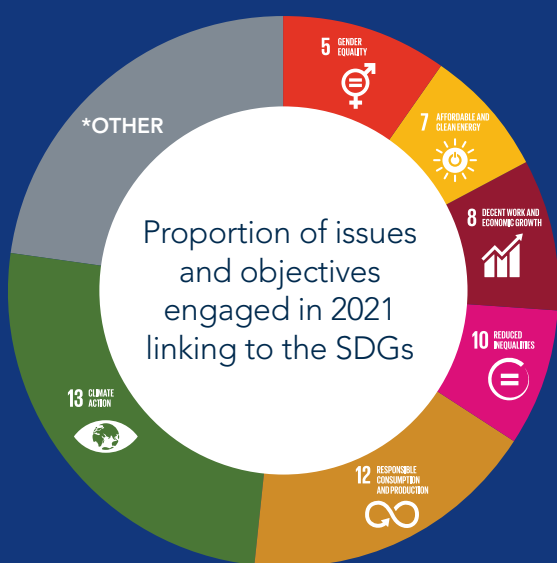 5 GENDER
EQUALITY
7 AFFORDABLE AND
CLEAN ENERGY
*OTHER
8 DECENT WORK AND
ECONOMIC GROWTH
Proportion of issues
and objectives
engaged in 2021
linking to the SDGs
10 REDUCED
INEQUALITIES
13 CLIMATE
ACTION
12 RESPONSIBLE
CONSUMPTION
AND PRODUCTION